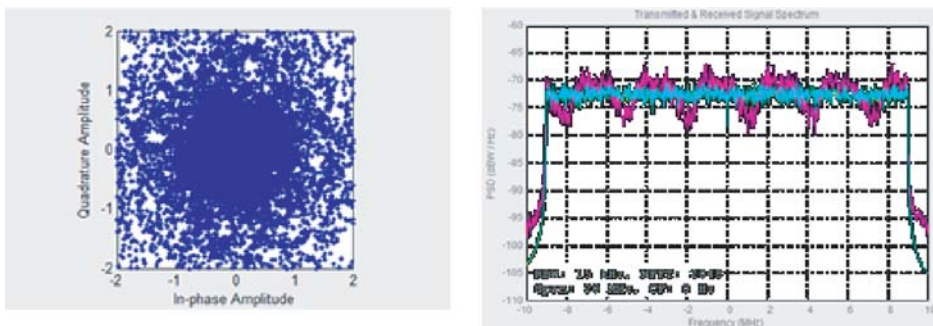 Transmitted & Received Signal Spectrum
2
1
0
-1
-2
Quadrature Amplitude
-2 -1 0 1 2
In-phase Amplitude
-60
-65
-70
-75
-80
-85
-90
-95
-100
-105
-110
PSD (dBW / Hz)
-10 -8 -6 -4 -2 0 2 4 6 8 10
Frequency (MHz)